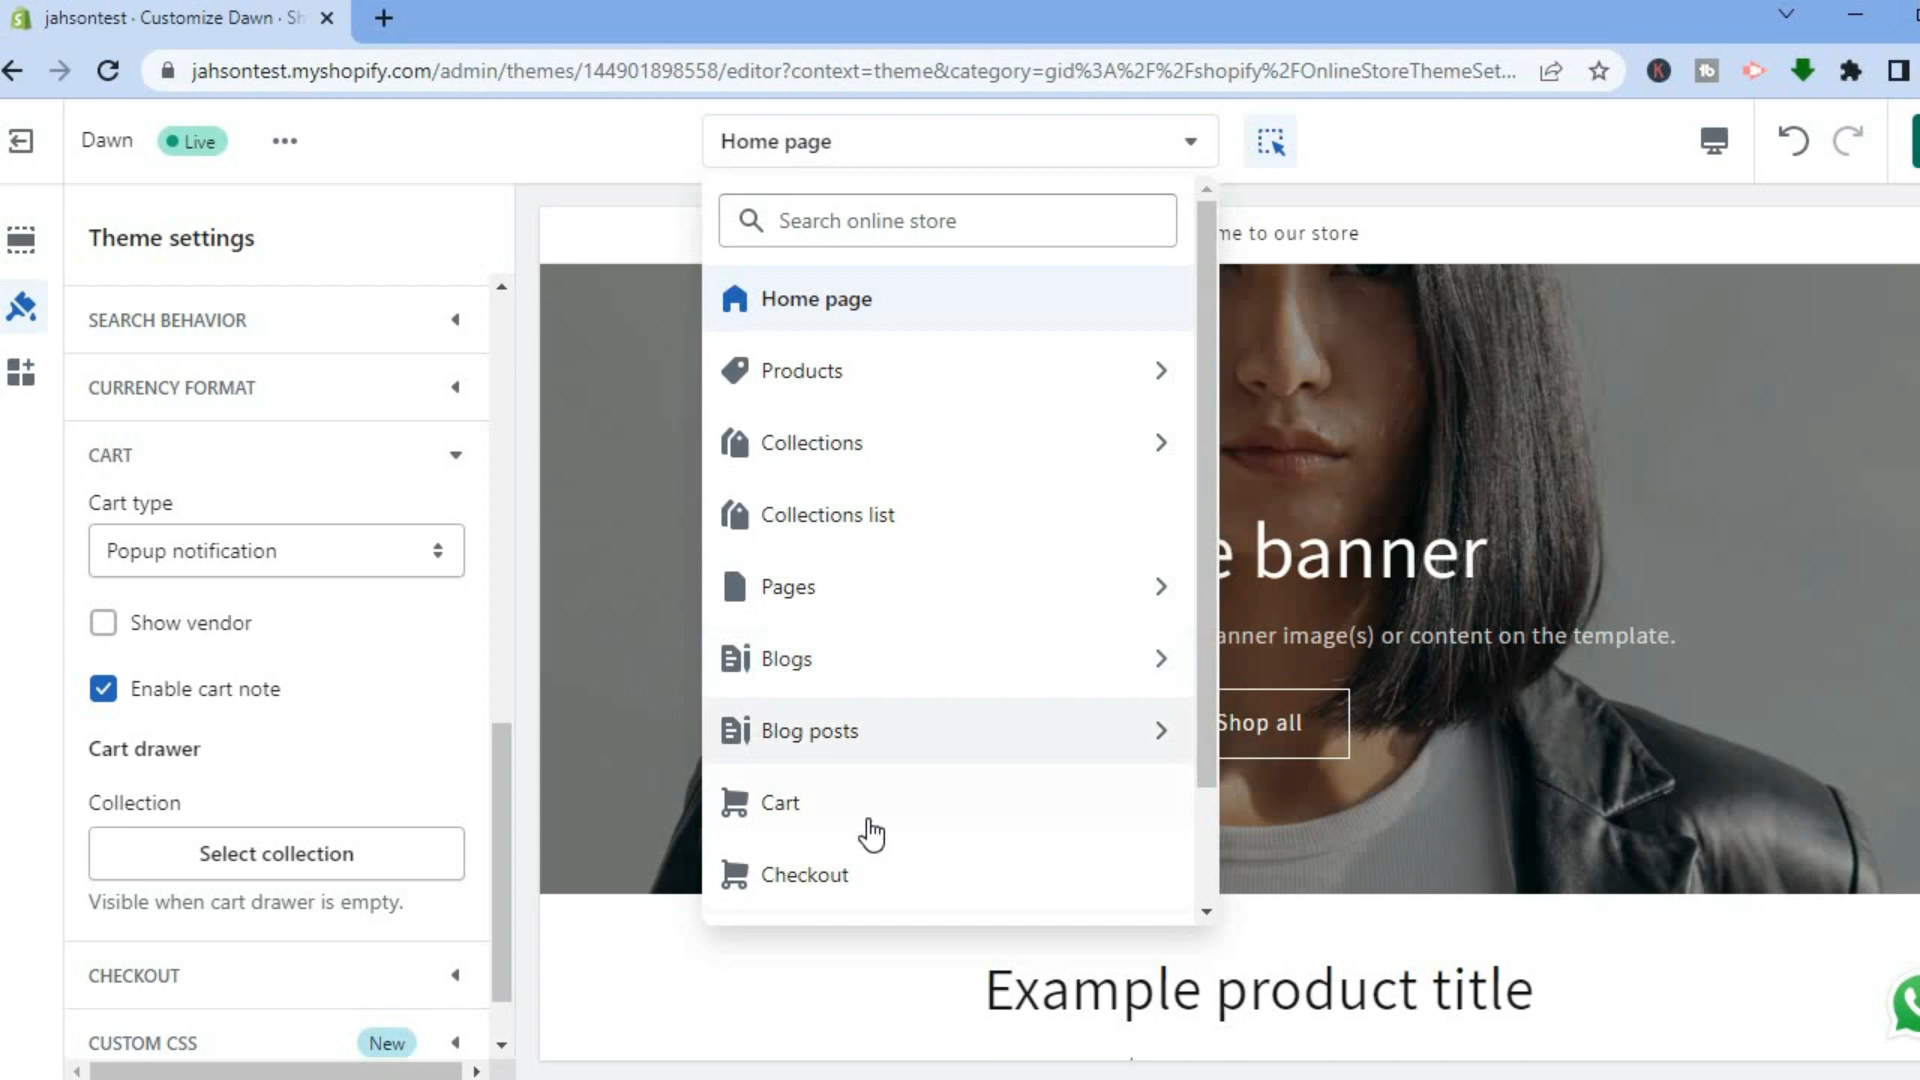 jahsontest · Customize Dawn · Sh
jahsontest.myshopify.com/admin/themes/144901898558/editor?context=theme&category=gid%3A%2F%2Fshopify%2FOnlineStoreThemeSet...
Dawn
Live
Home page
Theme settings
SEARCH BEHAVIOR
CURRENCY FORMAT
CART
Cart type
Popup notification
Show vendor
Enable cart note
Cart drawer
Collection
Select collection
Visible when cart drawer is empty.
CHECKOUT
CUSTOM CSS
New
Search online store
Home page
Products
Collections
Collections list
Pages
Blogs
Blog posts
Cart
Checkout
me to our store
e banner
anner image(s) or content on the template.
Shop all
Example product title